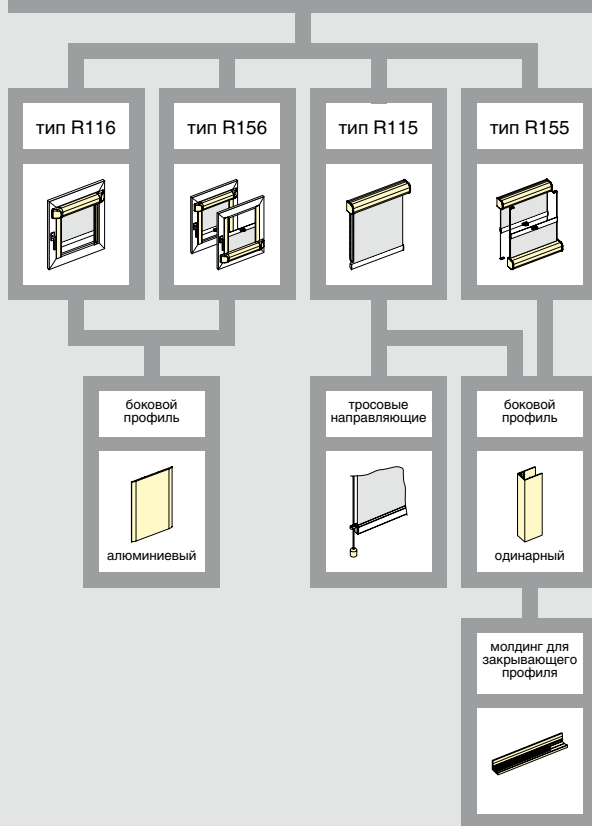 тип R116
тип R156
тип R115
тип R155
боковой
профиль
алюминиевый
тросовые
направляющие
боковой
профиль
одинарный
молдинг для
закрывающего
профиля